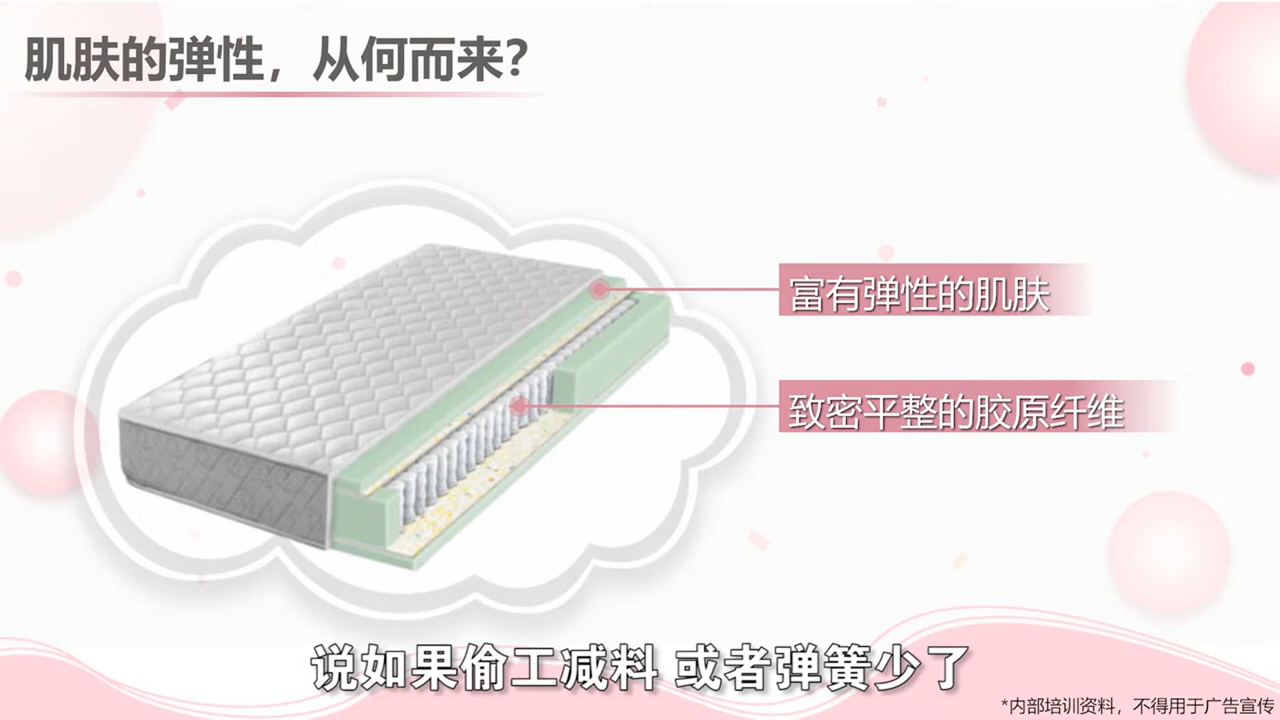 肌肤的弹性，从何而来？
富有弹性的肌肤
致密平整的胶原纤维
说如果偷工减料 或者弹簧少了
*内部培训资料，不得用于广告宣传